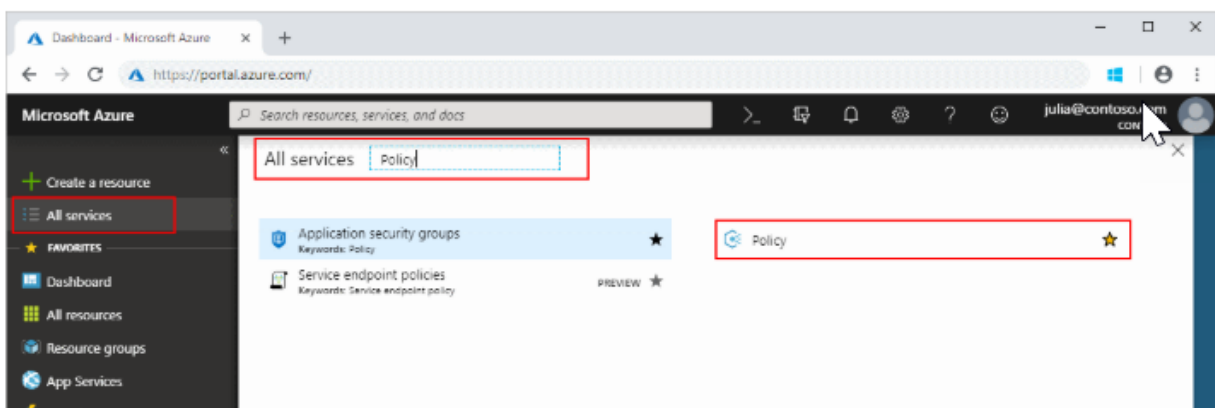 Dashboard - Microsoft Azure
https://portal.azure.com/
Microsoft Azure
Search resources, services, and docs
julia@contoso.com
CON
All services Policy
Create a resource
All services
FAVORITES
Dashboard
All resources
Resource groups
App Services
Application security groups
Keywords: Policy
Service endpoint policies
Keywords: Service endpoint policy
PREVIEW
Policy